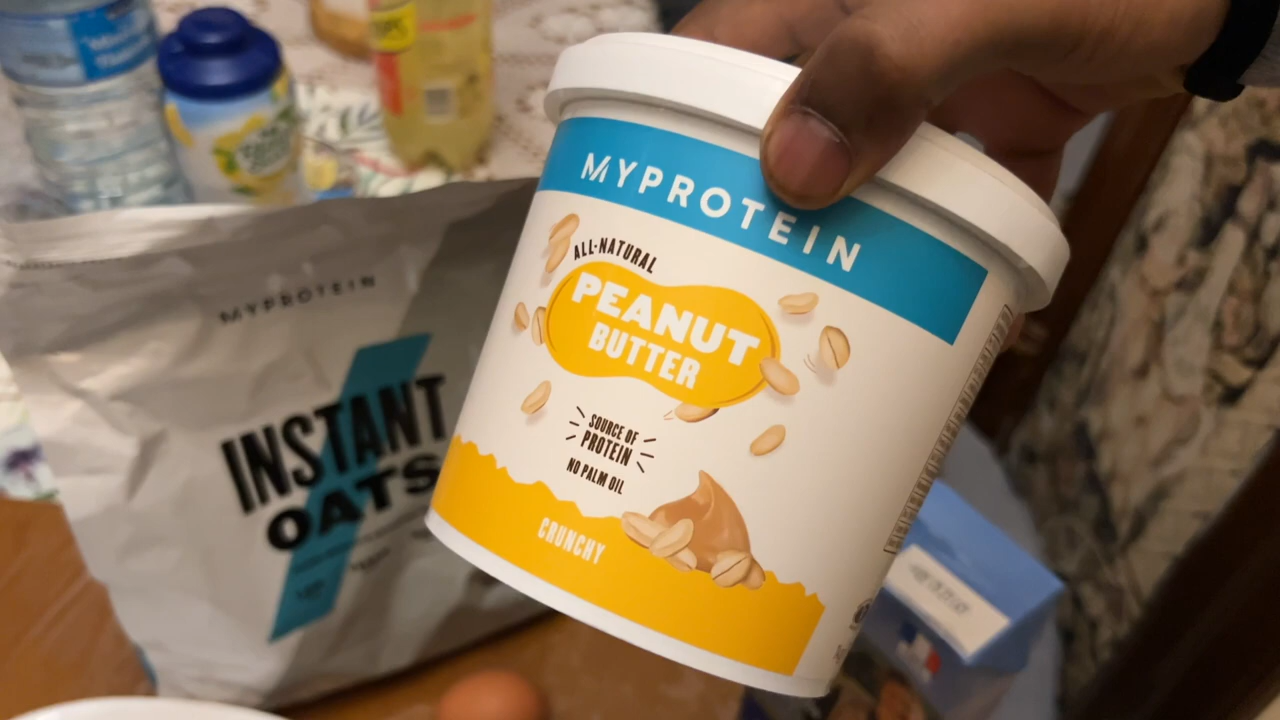 MYPROTEIN
ALL-NATURAL
PEANUT
BUTTER
SOURCE OF
PROTEIN
NO PALM OIL
CRUNCHY
MYPROTEIN
INSTANT
OATS